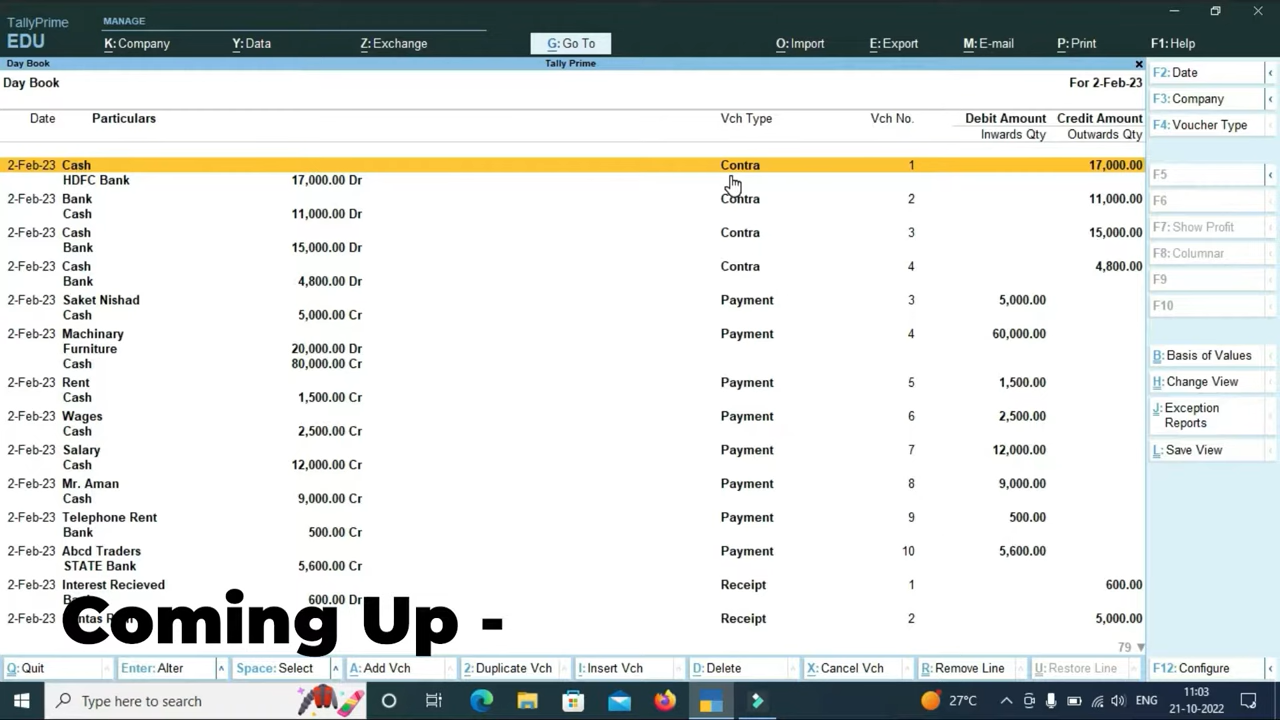 TallyPrime
EDU
MANAGE
K: Company
Y: Data
Z: Exchange
G: Go To
O: Import
E: Export
M: E-mail
P: Print
F1: Help
Day Book
Tally Prime
Day Book
For 2-Feb-23
Date Particulars Vch Type Vch No. Debit Amount Credit Amount
Inwards Qty Outwards Qty
2-Feb-23 Cash Contra 1 17,000.00
HDFC Bank 17,000.00 Dr
2-Feb-23 Bank Contra 2 11,000.00
Cash 11,000.00 Dr
2-Feb-23 Cash Contra 3 15,000.00
Bank 15,000.00 Dr
2-Feb-23 Cash Contra 4 4,800.00
Bank 4,800.00 Dr
2-Feb-23 Saket Nishad Payment 3 5,000.00
Cash 5,000.00 Cr
2-Feb-23 Machinary Payment 4 60,000.00
Furniture 20,000.00 Dr
Cash 80,000.00 Cr
2-Feb-23 Rent Payment 5 1,500.00
Cash 1,500.00 Cr
2-Feb-23 Wages Payment 6 2,500.00
Cash 2,500.00 Cr
2-Feb-23 Salary Payment 7 12,000.00
Cash 12,000.00 Cr
2-Feb-23 Mr. Aman Payment 8 9,000.00
Cash 9,000.00 Cr
2-Feb-23 Telephone Rent Payment 9 500.00
Bank 500.00 Cr
2-Feb-23 Abcd Traders Payment 10 5,600.00
STATE Bank 5,600.00 Cr
2-Feb-23 Interest Recieved Receipt 1 600.00
600.00 Dr
2-Feb-23 Receipt 2 5,000.00
79
Coming Up -
F2: Date
F3: Company
F4: Voucher Type
F5
F6
F7: Show Profit
F8: Columnar
F9
F10
B: Basis of Values
H: Change View
J: Exception
Reports
L: Save View
Q: Quit
Enter: Alter
Space: Select
A: Add Vch
2: Duplicate Vch
I: Insert Vch
D: Delete
X: Cancel Vch
R: Remove Line
U: Restore Line
F12: Configure
Type here to search
27°C
ENG
11:03
21-10-2022